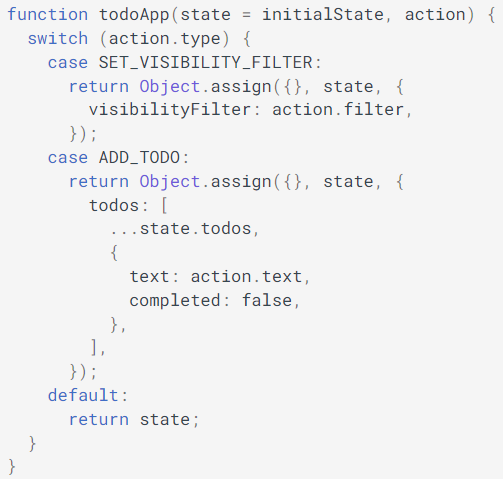 function todoApp(state = initialState, action) {
  switch (action.type) {
    case SET_VISIBILITY_FILTER:
      return Object.assign({}, state, {
        visibilityFilter: action.filter,
      });
    case ADD_TODO:
      return Object.assign({}, state, {
        todos: [
          ...state.todos,
          {
            text: action.text,
            completed: false,
          },
        ],
      });
    default:
      return state;
  }
}